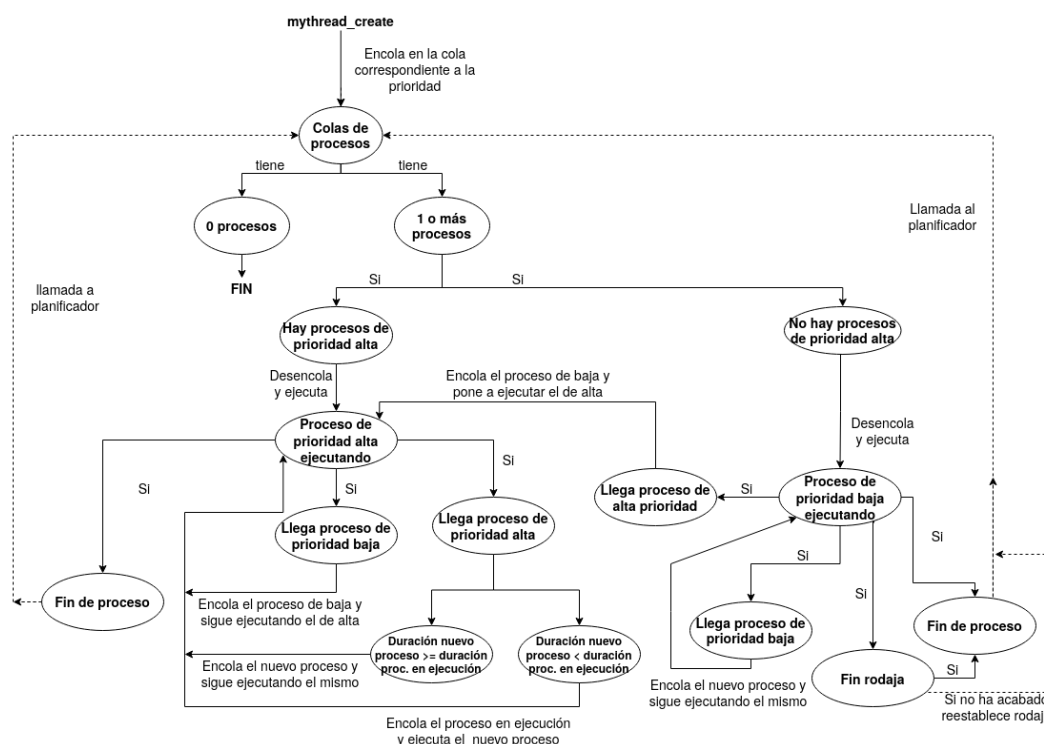 mythread_create
Encola en la cola
correspondiente a la
prioridad
Colas de
procesos
tiene
tiene
0 procesos
1 o más
procesos
Llamada al
planificador
FIN
Si
Si
llamada a
planificador
Hay procesos de
prioridad alta
No hay procesos
de prioridad alta
Desencola
y ejecuta
Encola el proceso de baja y
pone a ejecutar el de alta
Desencola
y ejecuta
Proceso de
prioridad alta
ejecutando
Si
Si
Si
Llega proceso de
prioridad baja
Llega proceso de
prioridad alta
Llega proceso de
alta prioridad
Si
Proceso de
prioridad baja
ejecutando
Si
Si
Si
Fin de proceso
Encola el proceso de baja y
sigue ejecutando el de alta
Duración nuevo
proceso >= duración
proc. en ejecución
Duración nuevo
proceso < duración
proc. en ejecución
Encola el nuevo proceso y
sigue ejecutando el mismo
Encola el proceso en ejecución
y ejecuta el nuevo proceso
Llega proceso de
prioridad baja
Encola el nuevo proceso y
sigue ejecutando el mismo
Fin de proceso
Fin rodaja
Si
Si no ha acabado
reestablece rodaj